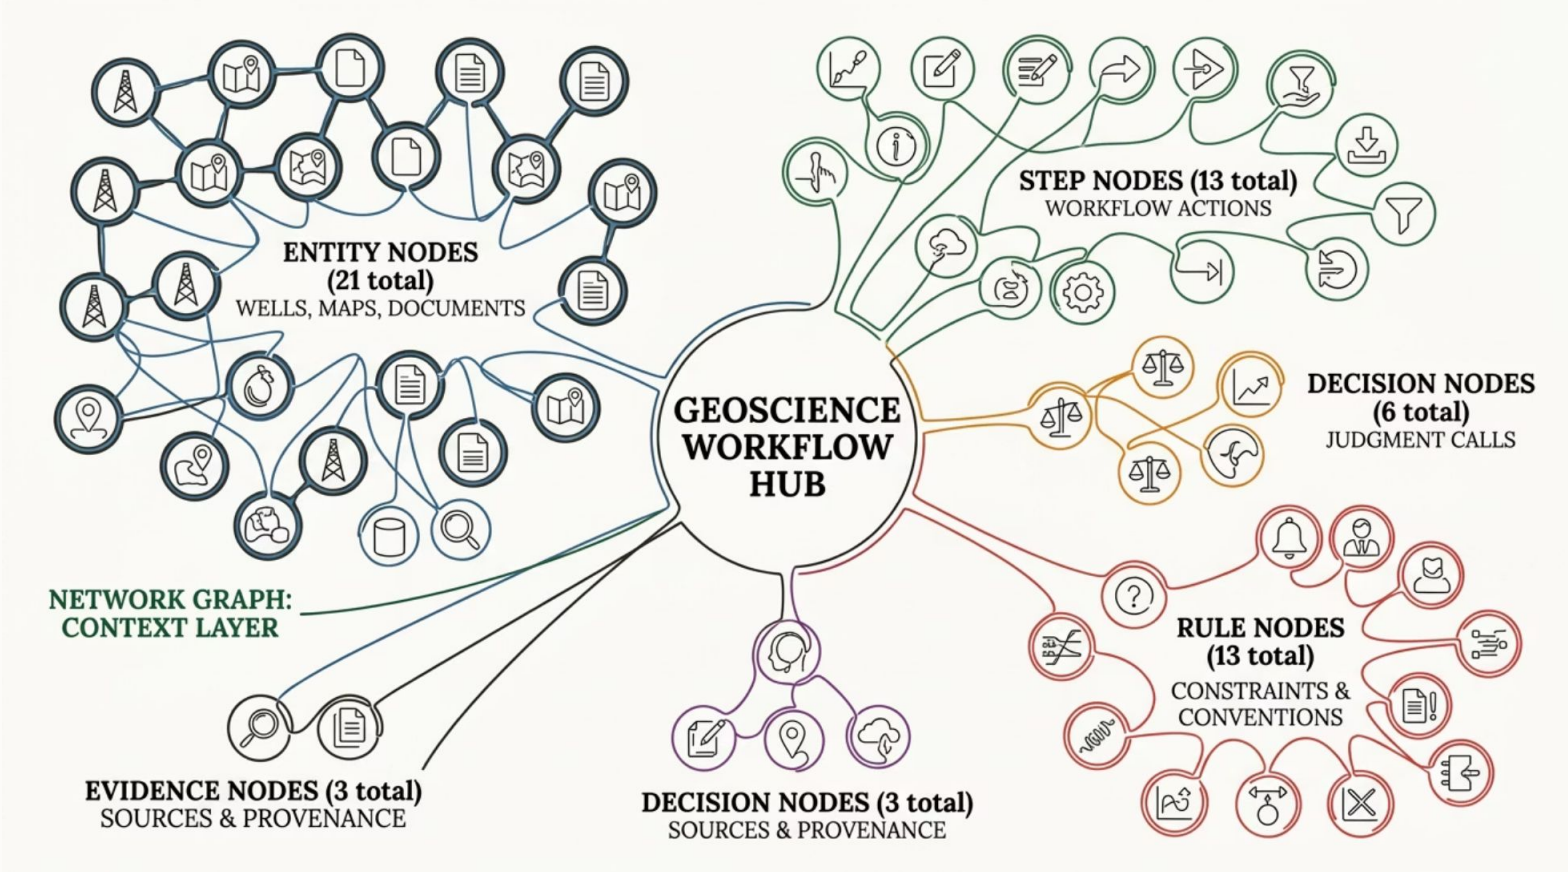 ENTITY NODES
(21 total)
WELLS, MAPS, DOCUMENTS
STEP NODES (13 total)
WORKFLOW ACTIONS
GEOSCIENCE
WORKFLOW
HUB
DECISION NODES
(6 total)
JUDGMENT CALLS
NETWORK GRAPH:
CONTEXT LAYER
RULE NODES
(13 total)
CONSTRAINTS &
CONVENTIONS
EVIDENCE NODES (3 total)
SOURCES & PROVENANCE
DECISION NODES (3 total)
SOURCES & PROVENANCE